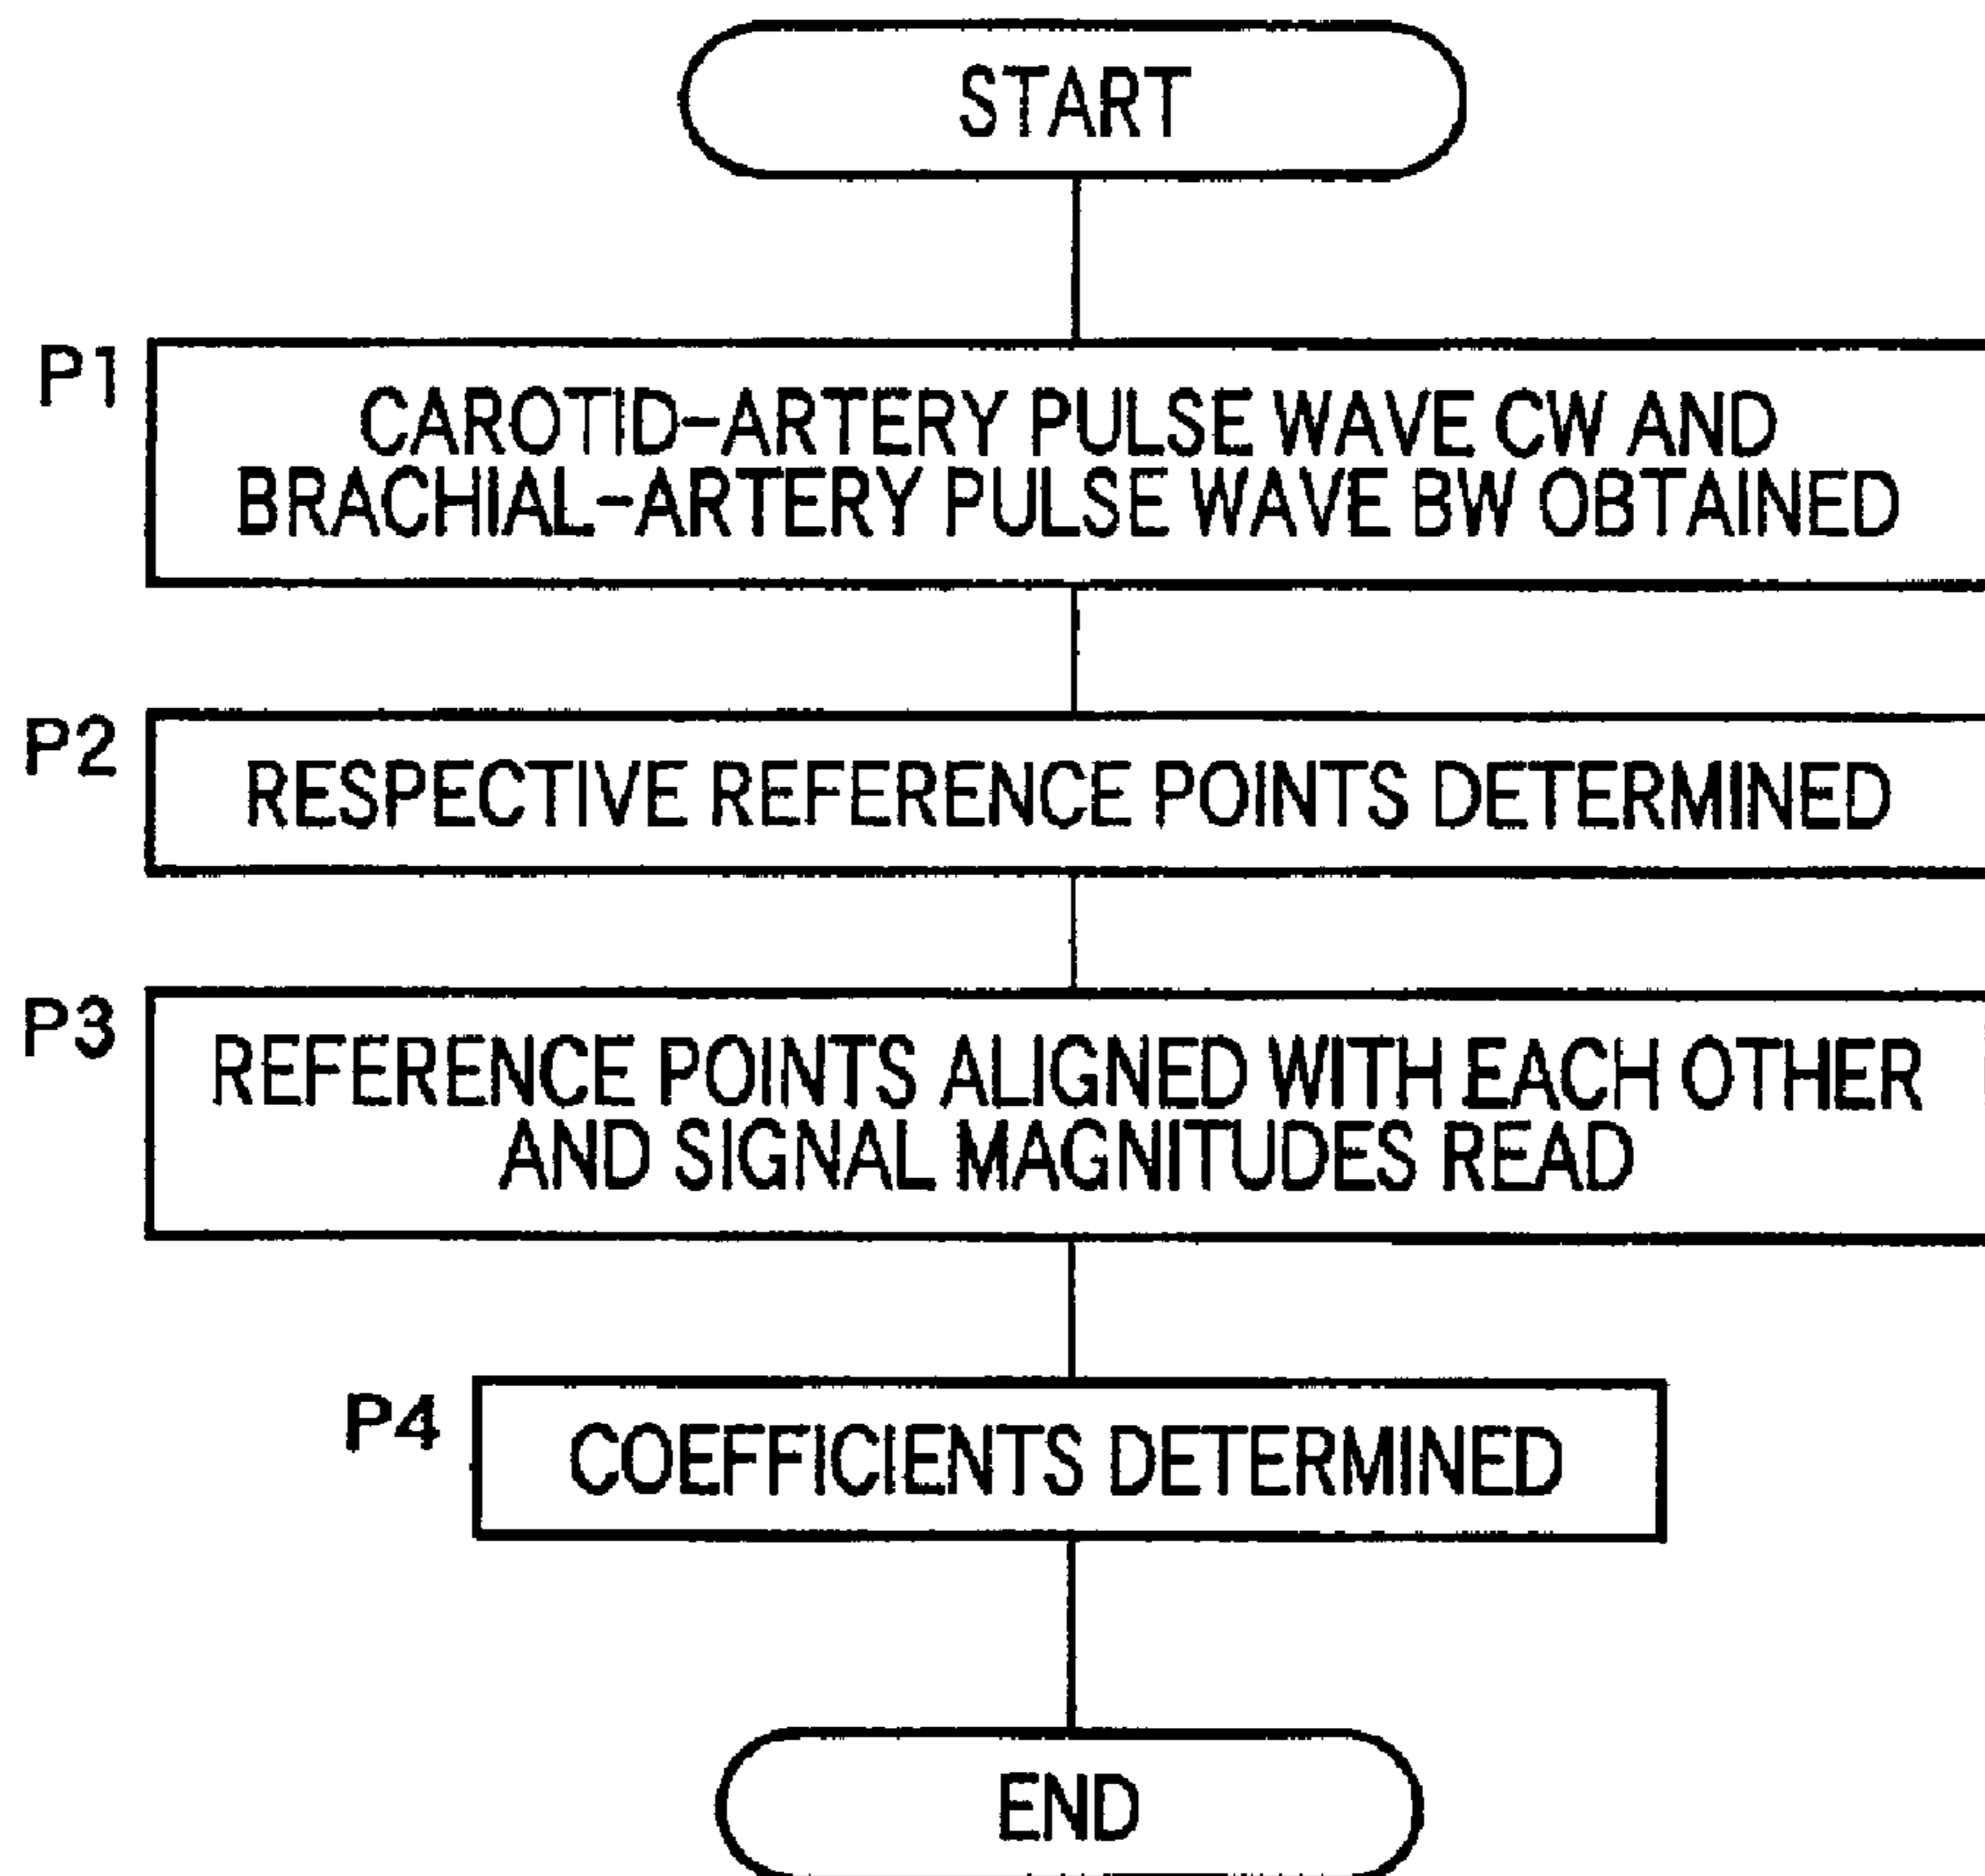 START
P1
CAROTID-ARTERY PULSE WAVE CW AND
BRACHIAL-ARTERY PULSE WAVE BW OBTAINED
P2
RESPECTIVE REFERENCE POINTS DETERMINED
P3
REFERENCE POINTS ALIGNED WITH EACH OTHER
AND SIGNAL MAGNITUDES READ
P4
COEFFICIENTS DETERMINED
END